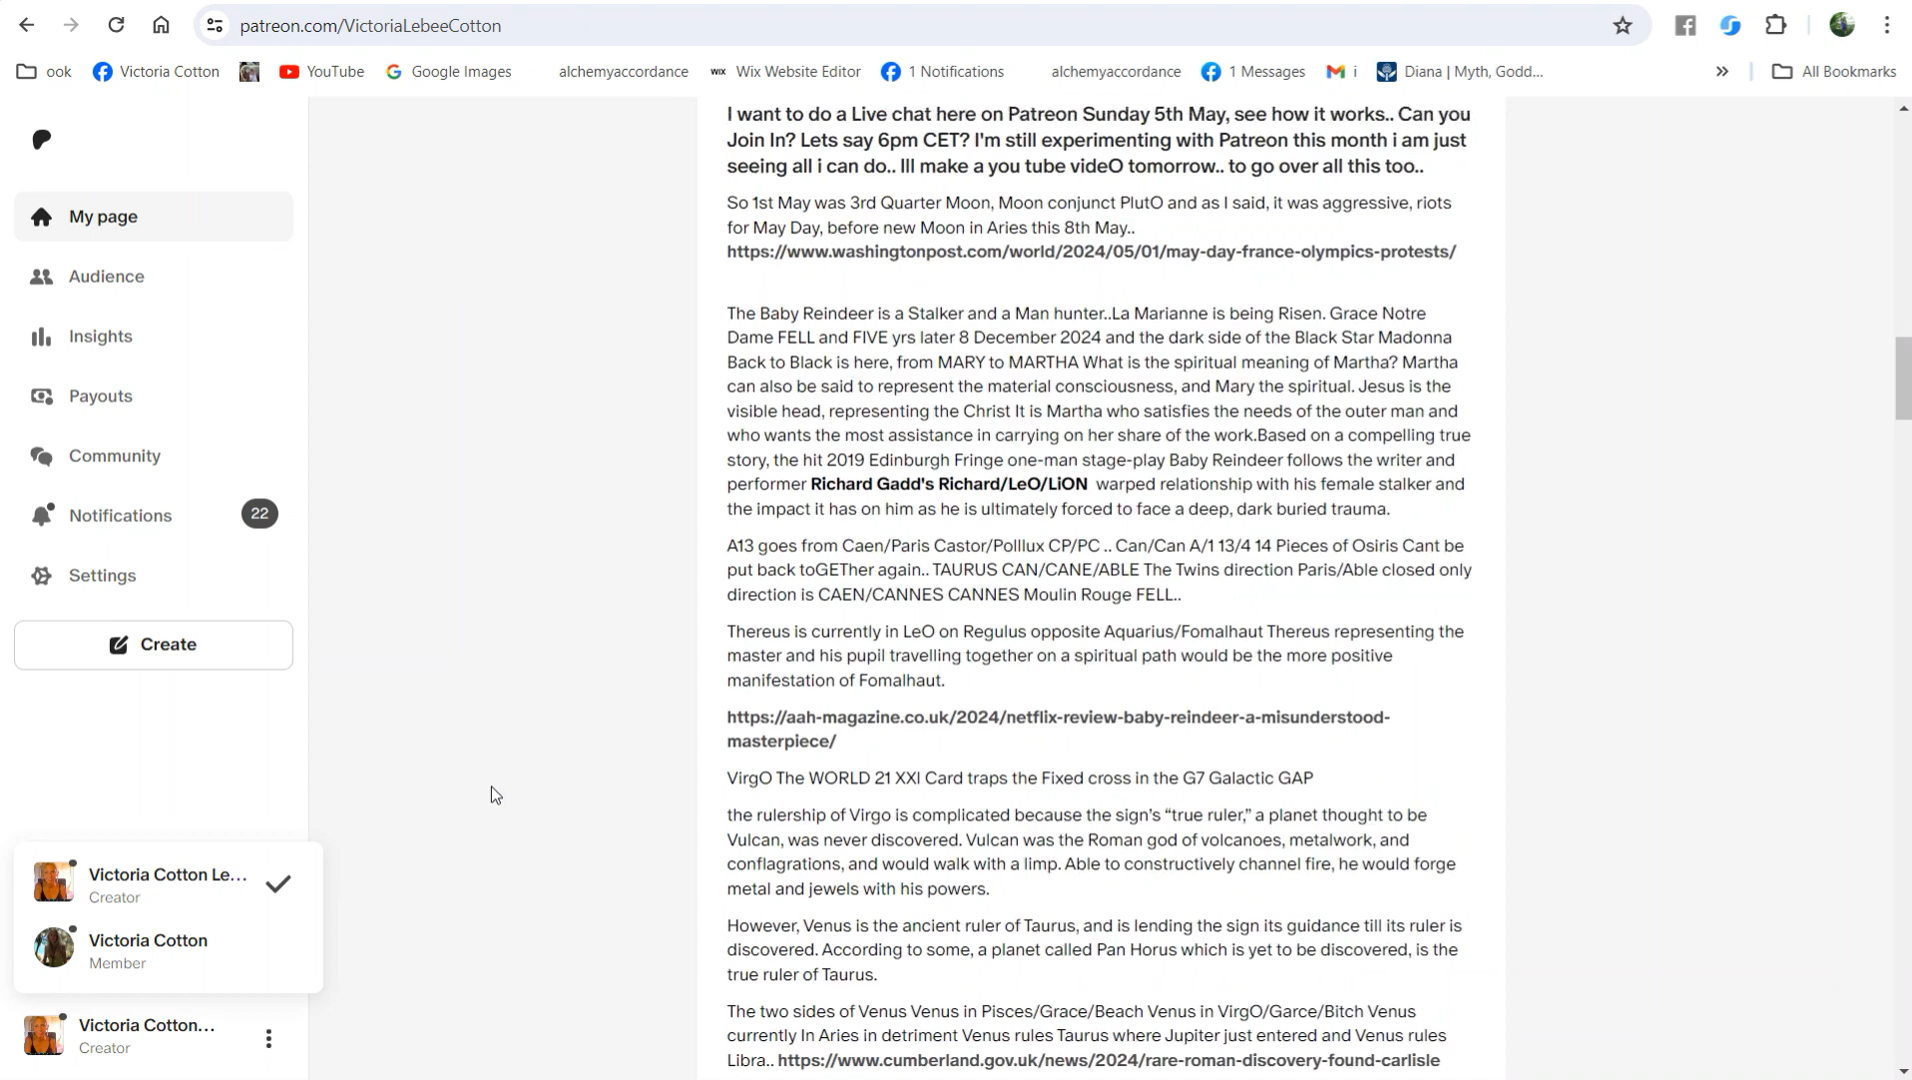 patreon.com/VictoriaLebeeCotton
ook
Victoria Cotton
YouTube
Google Images
alchemyaccordance
WIX Wix Website Editor
1 Notifications
alchemyaccordance
1 Messages
i
Diana | Myth, Godd...
»
All Bookmarks
My page
Audience
Insights
Payouts
Community
Notifications 22
Settings
Create
Victoria Cotton Le...
Creator
Victoria Cotton
Member
Victoria Cotton...
Creator
I want to do a Live chat here on Patreon Sunday 5th May, see how it works.. Can you
Join In? Lets say 6pm CET? I'm still experimenting with Patreon this month i am just
seeing all i can do.. Ill make a you tube videO tomorrow.. to go over all this too..
So 1st May was 3rd Quarter Moon, Moon conjunct PlutO and as I said, it was aggressive, riots
for May Day, before new Moon in Aries this 8th May..
https://www.washingtonpost.com/world/2024/05/01/may-day-france-olympics-protests/
The Baby Reindeer is a Stalker and a Man hunter..La Marianne is being Risen. Grace Notre
Dame FELL and FIVE yrs later 8 December 2024 and the dark side of the Black Star Madonna
Back to Black is here, from MARY to MARTHA What is the spiritual meaning of Martha? Martha
can also be said to represent the material consciousness, and Mary the spiritual. Jesus is the
visible head, representing the Christ It is Martha who satisfies the needs of the outer man and
who wants the most assistance in carrying on her share of the work.Based on a compelling true
story, the hit 2019 Edinburgh Fringe one-man stage-play Baby Reindeer follows the writer and
performer Richard Gadd's Richard/LeO/LiON warped relationship with his female stalker and
the impact it has on him as he is ultimately forced to face a deep, dark buried trauma.
A13 goes from Caen/Paris Castor/Polllux CP/PC .. Can/Can A/1 13/4 14 Pieces of Osiris Cant be
put back toGETher again.. TAURUS CAN/CANE/ABLE The Twins direction Paris/Able closed only
direction is CAEN/CANNES CANNES Moulin Rouge FELL..
Thereus is currently in LeO on Regulus opposite Aquarius/Fomalhaut Thereus representing the
master and his pupil travelling together on a spiritual path would be the more positive
manifestation of Fomalhaut.
https://aah-magazine.co.uk/2024/netflix-review-baby-reindeer-a-misunderstood-
masterpiece/
VirgO The WORLD 21 XXI Card traps the Fixed cross in the G7 Galactic GAP
the rulership of Virgo is complicated because the sign's “true ruler,” a planet thought to be
Vulcan, was never discovered. Vulcan was the Roman god of volcanoes, metalwork, and
conflagrations, and would walk with a limp. Able to constructively channel fire, he would forge
metal and jewels with his powers.
However, Venus is the ancient ruler of Taurus, and is lending the sign its guidance till its ruler is
discovered. According to some, a planet called Pan Horus which is yet to be discovered, is the
true ruler of Taurus.
The two sides of Venus Venus in Pisces/Grace/Beach Venus in VirgO/Garce/Bitch Venus
currently In Aries in detriment Venus rules Taurus where Jupiter just entered and Venus rules
Libra.. https://www.cumberland.gov.uk/news/2024/rare-roman-discovery-found-carlisle